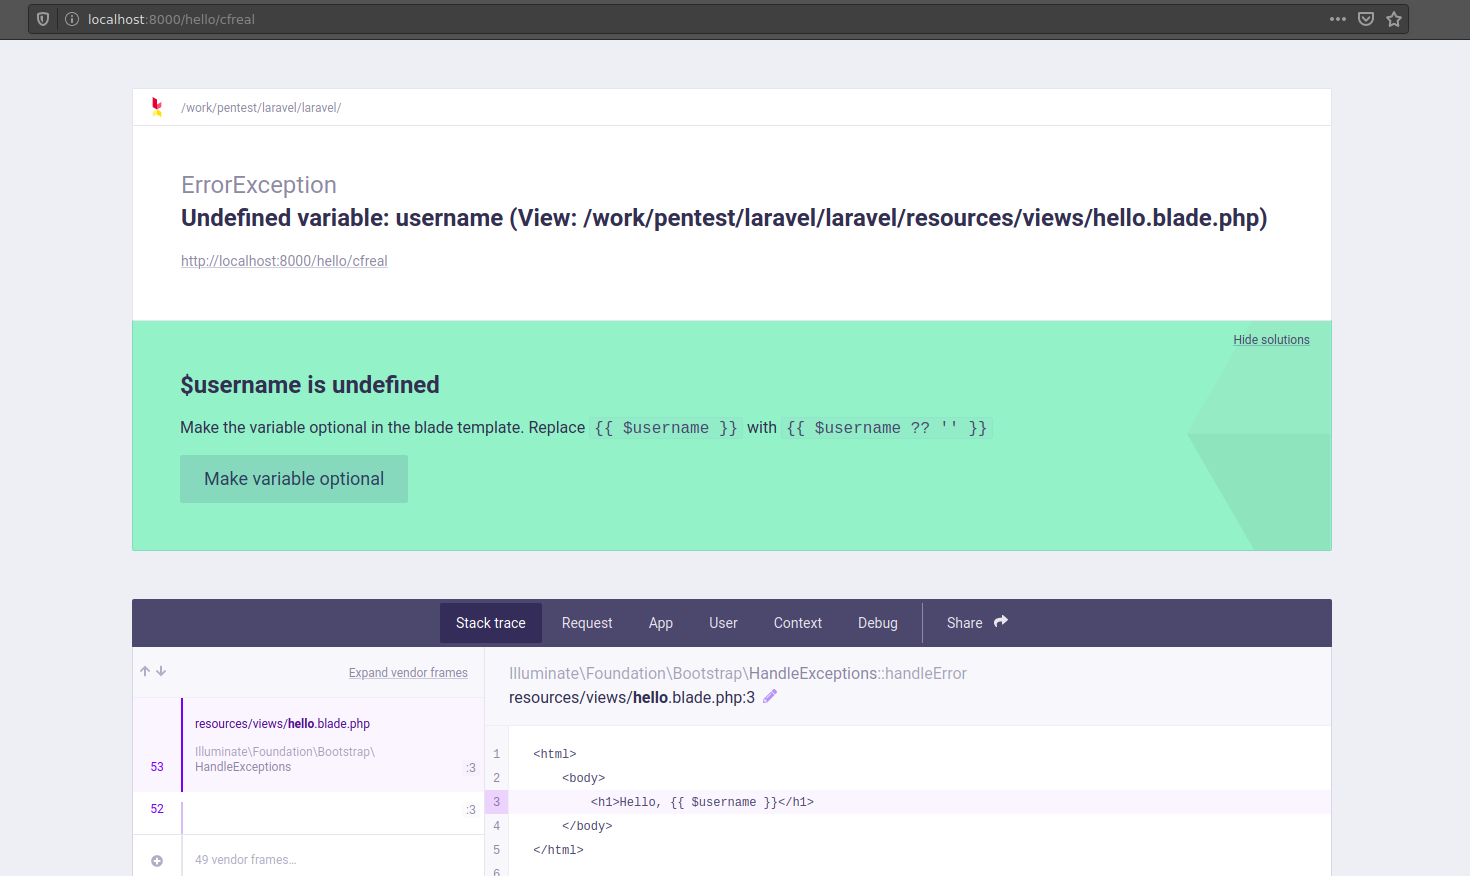 localhost:8000/hello/cfreal
/work/pentest/laravel/laravel/
ErrorException
Undefined variable: username (View: /work/pentest/laravel/laravel/resources/views/hello.blade.php)
http://localhost:8000/hello/cfreal
Hide solutions
$username is undefined
Make the variable optional in the blade template. Replace {{ $username }} with {{ $username ?? '' }}
Make variable optional
Stack trace Request App User Context Debug Share
Expand vendor frames
resources/views/hello.blade.php
Illuminate\Foundation\Bootstrap\
53 HandleExceptions :3
52 :3
49 vendor frames…
Illuminate\Foundation\Bootstrap\HandleExceptions::handleError
resources/views/hello.blade.php:3
1 <html>
2 <body>
3 <h1>Hello, {{ $username }}</h1>
4 </body>
5 </html>
6